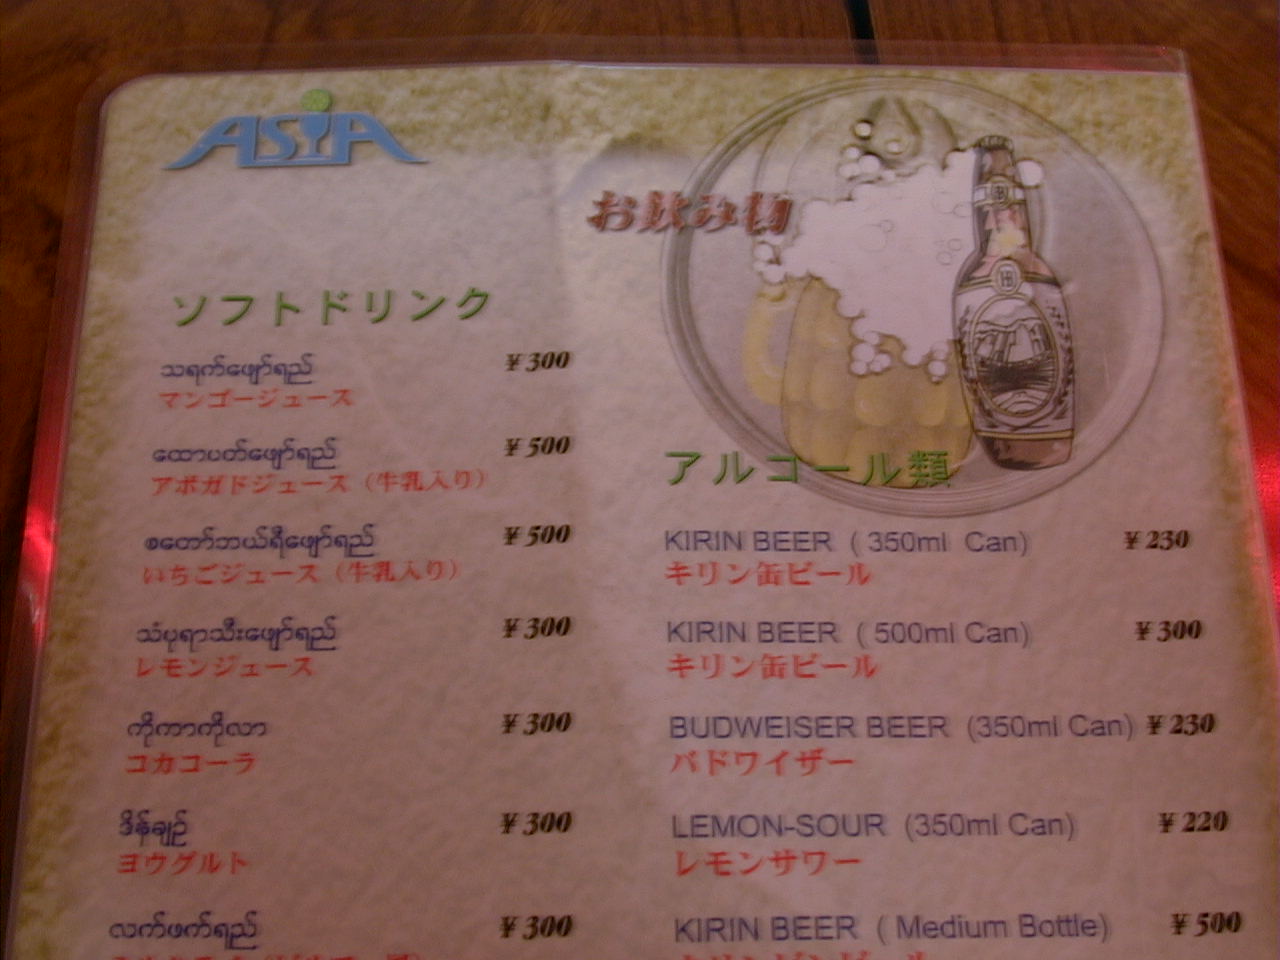 ASIA
お飲み物
ソフトドリンク
သရက်ဖျော်ရည် ¥300
マンゴージュース
ထောပတ်ဖျော်ရည် ¥500
アボガドジュース（牛乳入り）
စတော်ဘယ်ရီဖျော်ရည် ¥500
いちごジュース（牛乳入り）
သံပုရာသီးဖျော်ရည် ¥300
レモンジュース
ကိုကာကိုလာ ¥300
コカコーラ
ဒိန်ချဉ် ¥300
ヨウグルト
လက်ဖက်ရည် ¥300
アルコール類
KIRIN BEER ( 350ml Can) ¥230
キリン缶ビール
KIRIN BEER ( 500ml Can) ¥300
キリン缶ビール
BUDWEISER BEER (350ml Can) ¥230
バドワイザー
LEMON-SOUR (350ml Can) ¥220
レモンサワー
KIRIN BEER ( Medium Bottle) ¥500